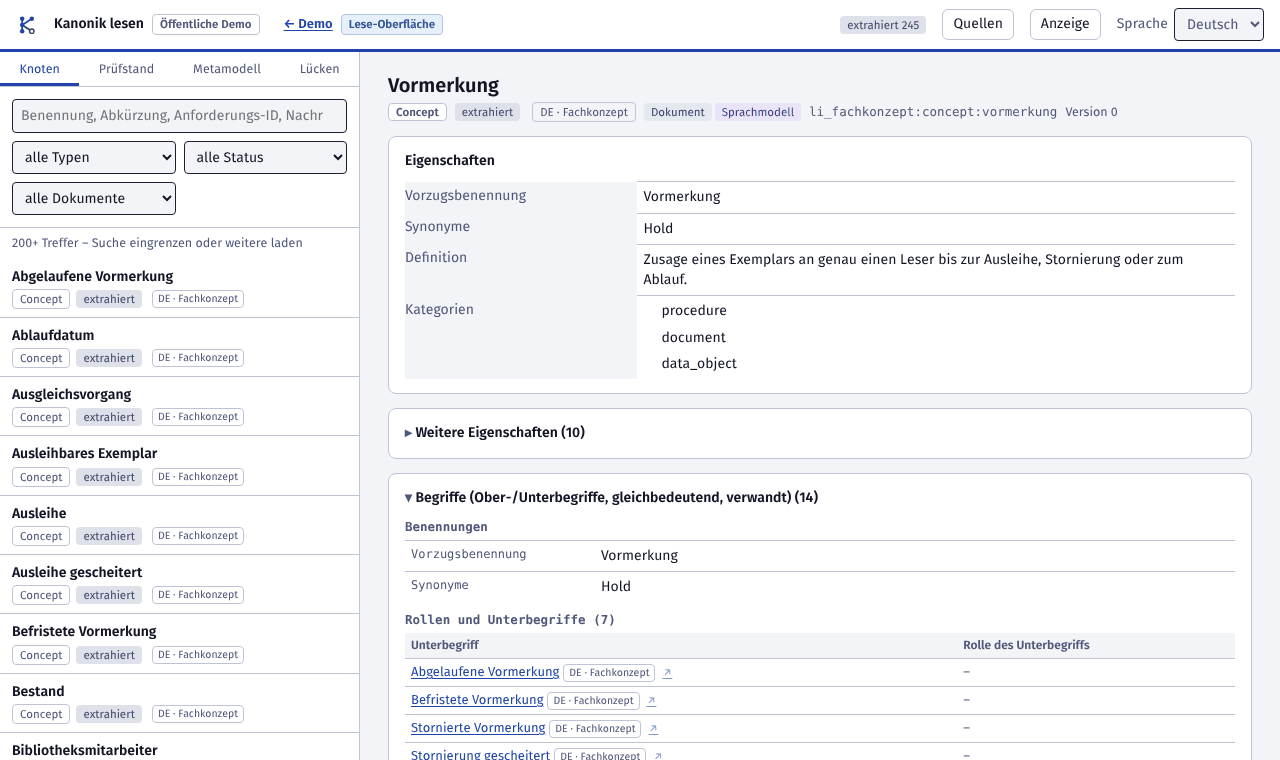 Kanonik lesen Öffentliche Demo ← Demo Lese-Oberfläche extrahiert 245 Quellen Anzeige Sprache Deutsch
Knoten Prüfstand Metamodell Lücken
Benennung, Abkürzung, Anforderungs-ID, Nachr
alle Typen alle Status
alle Dokumente
200+ Treffer – Suche eingrenzen oder weitere laden
Abgelaufene Vormerkung
Concept extrahiert DE · Fachkonzept
Ablaufdatum
Concept extrahiert DE · Fachkonzept
Ausgleichsvorgang
Concept extrahiert DE · Fachkonzept
Ausleihbares Exemplar
Concept extrahiert DE · Fachkonzept
Ausleihe
Concept extrahiert DE · Fachkonzept
Ausleihe gescheitert
Concept extrahiert DE · Fachkonzept
Befristete Vormerkung
Concept extrahiert DE · Fachkonzept
Bestand
Concept extrahiert DE · Fachkonzept
Bibliotheksmitarbeiter
Vormerkung
Concept extrahiert DE · Fachkonzept Dokument Sprachmodell li_fachkonzept:concept:vormerkung Version 0
Eigenschaften
Vorzugsbenennung Vormerkung
Synonyme Hold
Definition Zusage eines Exemplars an genau einen Leser bis zur Ausleihe, Stornierung oder zum
Ablauf.
Kategorien procedure
document
data_object
▸ Weitere Eigenschaften (10)
▾ Begriffe (Ober-/Unterbegriffe, gleichbedeutend, verwandt) (14)
Benennungen
Vorzugsbenennung Vormerkung
Synonyme Hold
Rollen und Unterbegriffe (7)
Unterbegriff Rolle des Unterbegriffs
Abgelaufene Vormerkung DE · Fachkonzept ↗ –
Befristete Vormerkung DE · Fachkonzept ↗ –
Stornierte Vormerkung DE · Fachkonzept ↗ –
Stornierung gescheitert DE · Fachkonzept ↗ –